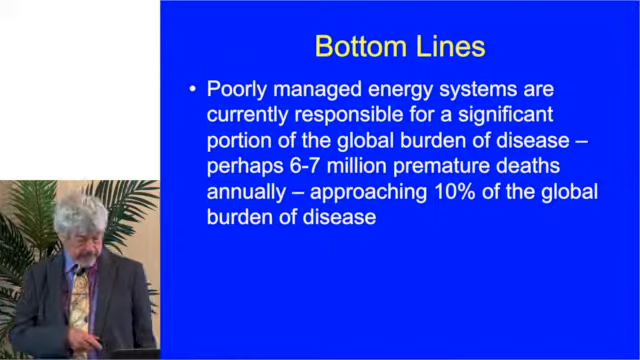 Bottom Lines
• Poorly managed energy systems are
currently responsible for a significant
portion of the global burden of disease –
perhaps 6-7 million premature deaths
annually – approaching 10% of the global
burden of disease